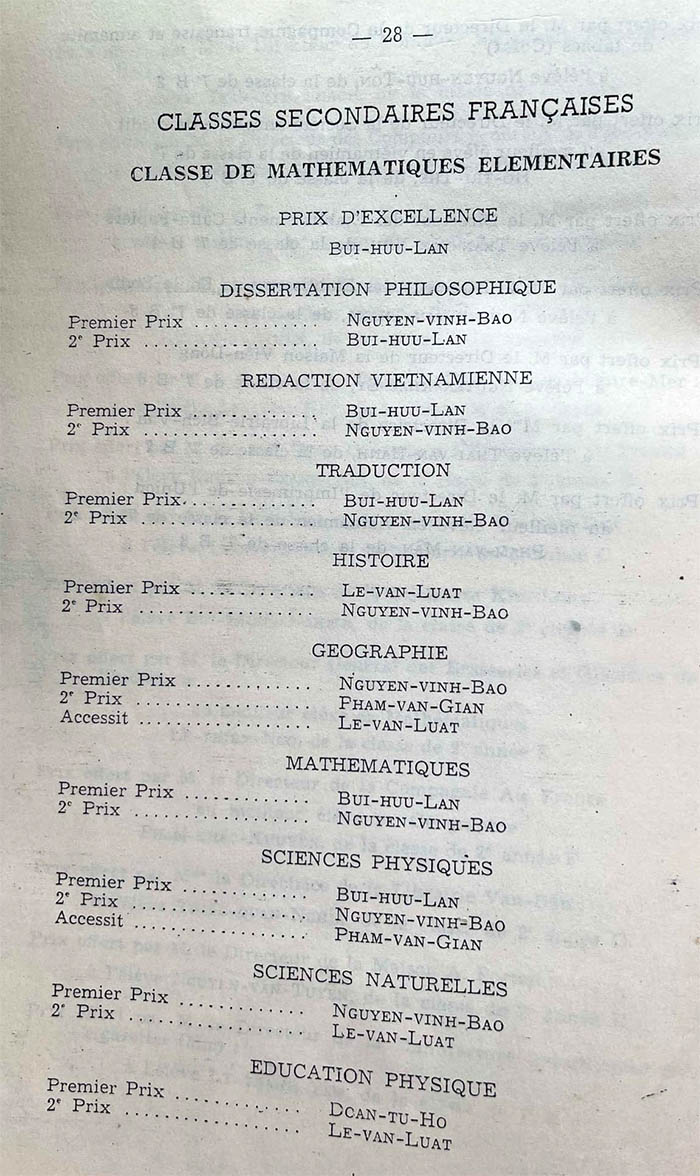 — 28 —
CLASSES SECONDAIRES FRANÇAISES
CLASSE DE MATHEMATIQUES ELEMENTAIRES
PRIX D'EXCELLENCE
BUI-HUU-LAN
DISSERTATION PHILOSOPHIQUE
Premier Prix .......... NGUYEN-VINH-BAO
2e Prix .......... BUI-HUU-LAN
REDACTION VIETNAMIENNE
Premier Prix .......... BUI-HUU-LAN
2e Prix .......... NGUYEN-VINH-BAO
TRADUCTION
Premier Prix .......... BUI-HUU-LAN
2e Prix .......... NGUYEN-VINH-BAO
HISTOIRE
Premier Prix .......... LE-VAN-LUAT
2e Prix .......... NGUYEN-VINH-BAO
GEOGRAPHIE
Premier Prix .......... NGUYEN-VINH-BAO
2e Prix .......... PHAM-VAN-GIAN
Accessit .......... LE-VAN-LUAT
MATHEMATIQUES
Premier Prix .......... BUI-HUU-LAN
2e Prix .......... NGUYEN-VINH-BAO
SCIENCES PHYSIQUES
Premier Prix .......... BUI-HUU-LAN
2e Prix .......... NGUYEN-VINH-BAO
Accessit .......... PHAM-VAN-GIAN
SCIENCES NATURELLES
Premier Prix .......... NGUYEN-VINH-BAO
2e Prix .......... LE-VAN-LUAT
EDUCATION PHYSIQUE
Premier Prix .......... DCAN-TU-HO
2e Prix .......... LE-VAN-LUAT